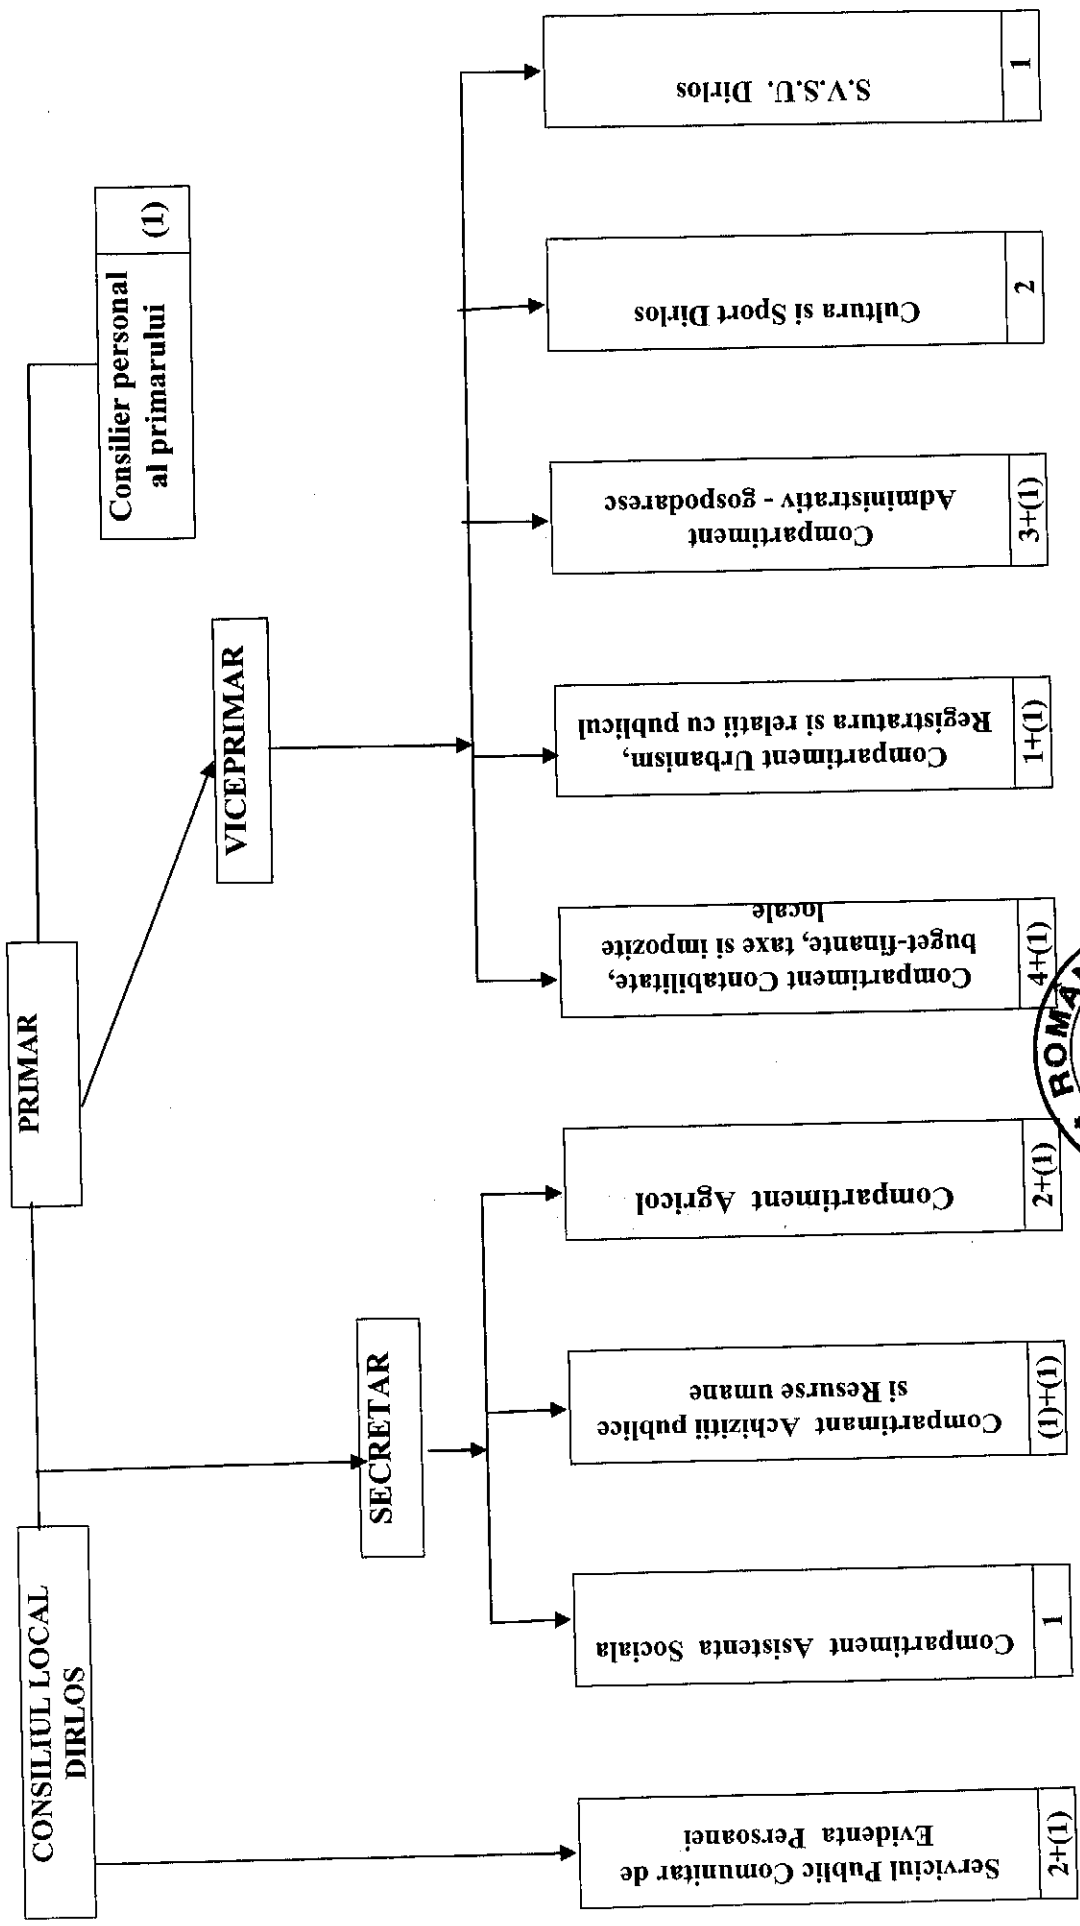 CONSILIUL LOCAL
DIRLOS
PRIMAR
Consilier personal
al primarului
(1)
VICEPRIMAR
SECRETAR
Serviciul Public Comunitar de
Evidenta Persoanei
2+(1)
Compartiment Asistenta Sociala
1
Compartimant Achizitii publice
si Resurse umane
(1)+(1)
Compartiment Agricol
2+(1)
Compartiment Contabilitate,
buget-finante, taxe si impozite
locale
4+(1)
Compartiment Urbanism,
Registratura si relatii cu publicul
1+(1)
Compartiment
Administrativ - gospodaresc
3+(1)
Cultura si Sport Dirlos
2
S.V.S.U. Dirlos
1